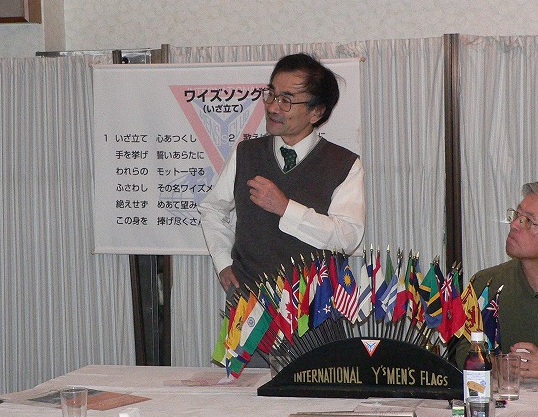 ワイズソング
(いざ立て)
1 いざ立て 心あつくし
手を挙げ 誓いあらたに
われらの モットー守る
ふさわし その名ワイズメ
絶えせず めあて望み
この身を 捧げ尽くさ
2 歌え
INTERNATIONAL Y'S MEN'S FLAGS